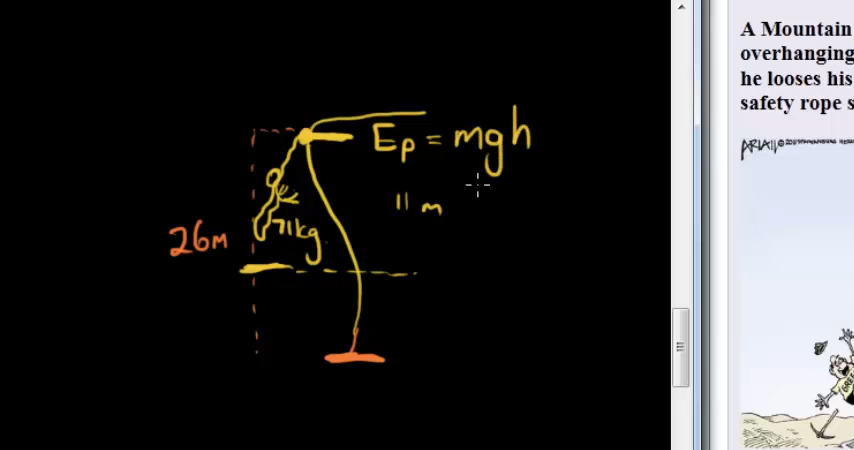 Ep = mgh
11 m
71kg
26m
A Mountain
overhanging
he looses his
safety rope s